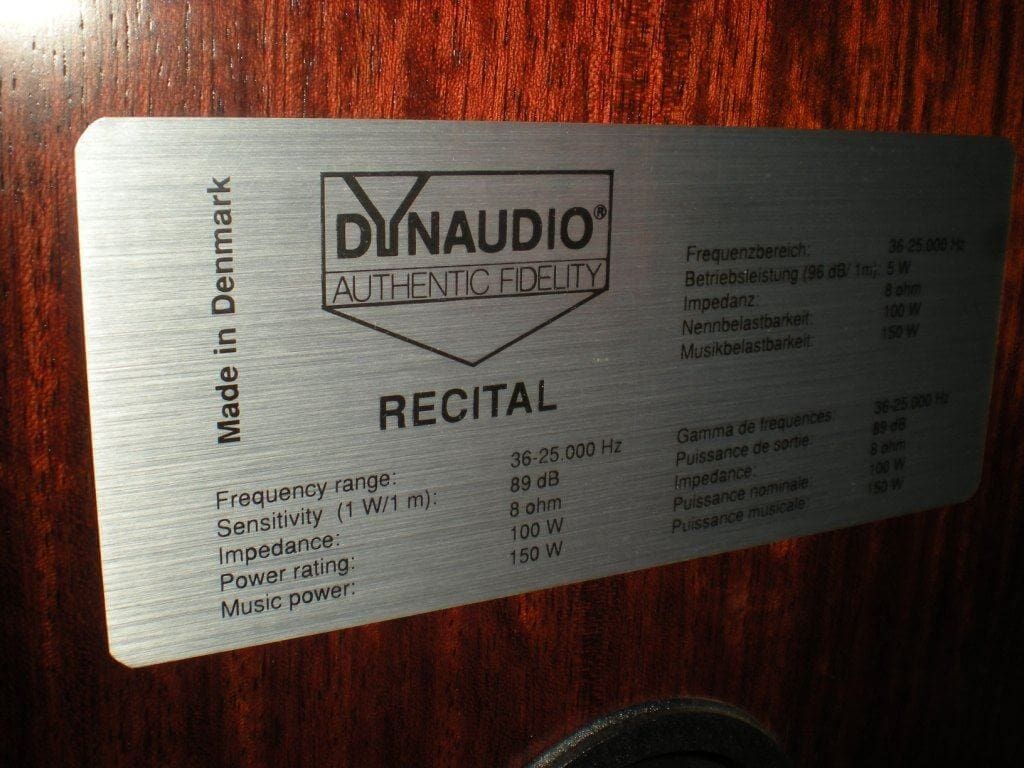 Made in Denmark
DYNAUDIO®
AUTHENTIC FIDELITY
RECITAL
Frequency range: 36-25.000 Hz
Sensitivity (1 W/1 m): 89 dB
Impedance: 8 ohm
Power rating: 100 W
Music power: 150 W
Frequenzbereich: 36-25.000 Hz
Betriebsleistung (96 dB/ 1m): 5 W
Impedanz: 8 ohm
Nennbelastbarkeit: 100 W
Musikbelastbarkeit: 150 W
Gamma de frequences 36-25.000 Hz
Puissance de sortie: 89 dB
Impedance: 8 ohm
Puissance nominale: 100 W
Puissance musicale: 150 W